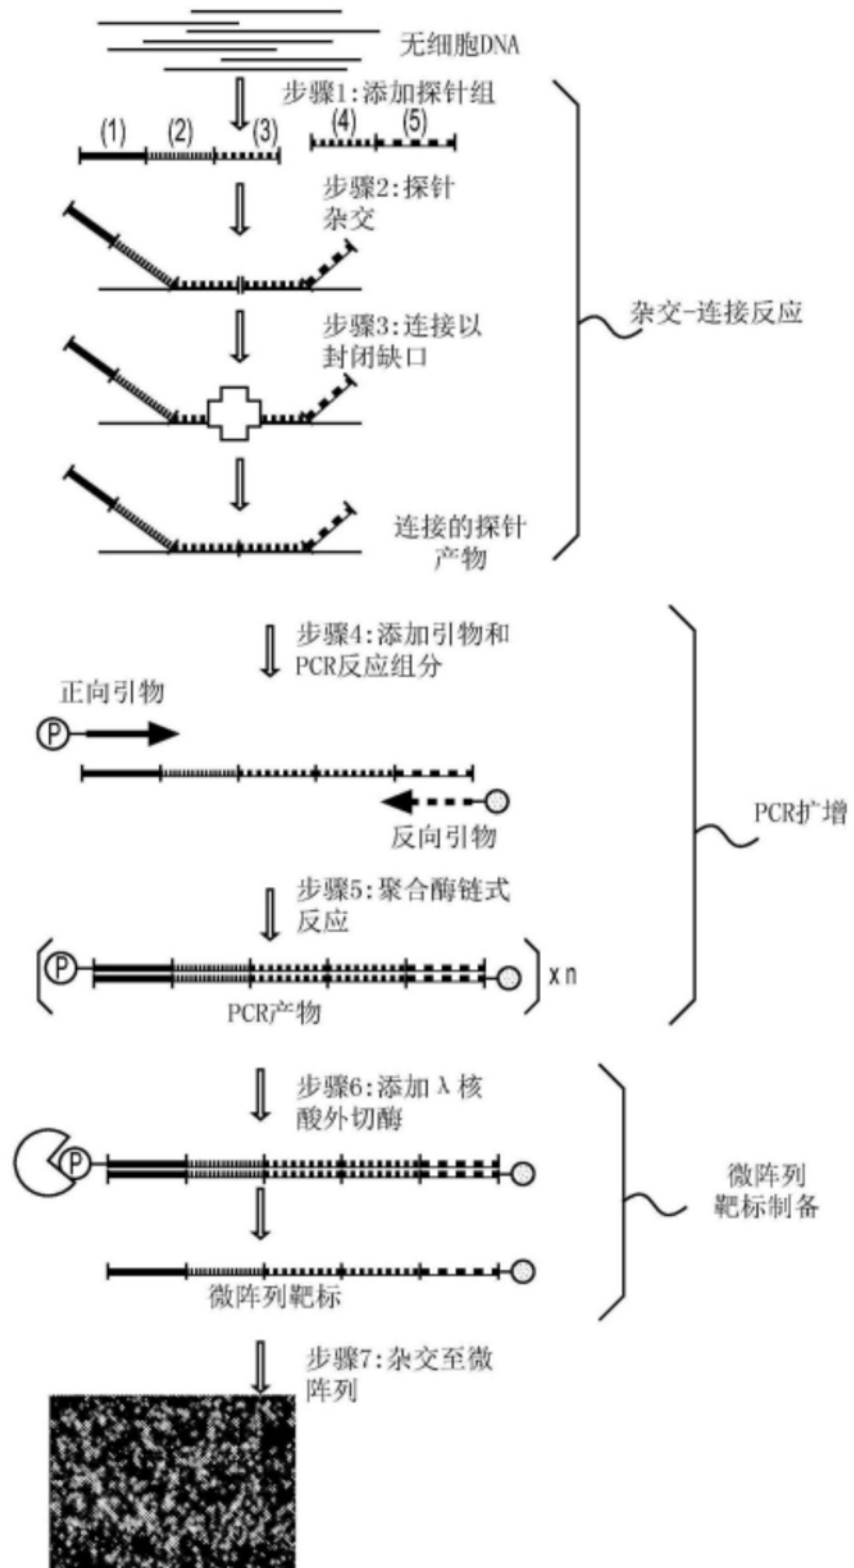 无细胞DNA
步骤1:添加探针组
(1) (2) (3) (4) (5)
步骤2:探针
杂交
步骤3:连接以
封闭缺口
杂交-连接反应
连接的探针
产物
步骤4:添加引物和
PCR反应组分
正向引物
P
反向引物
PCR扩增
步骤5:聚合酶链式
反应
P
x n
PCR产物
步骤6:添加λ核
酸外切酶
P
微阵列
靶标制备
微阵列靶标
步骤7:杂交至微
阵列